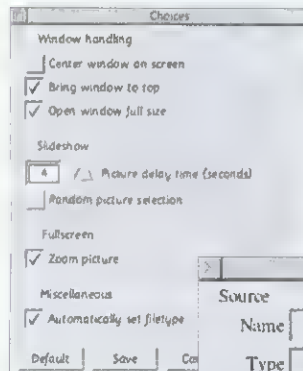 Choices
Window handling
Center window on screen
Bring window to top
Open window full size
Slideshow
4 Picture delay time (seconds)
Random picture selection
Fullscreen
Zoom picture
Miscellaneous
Automatically set filetype
Default Save Ca
Source
Name
Type